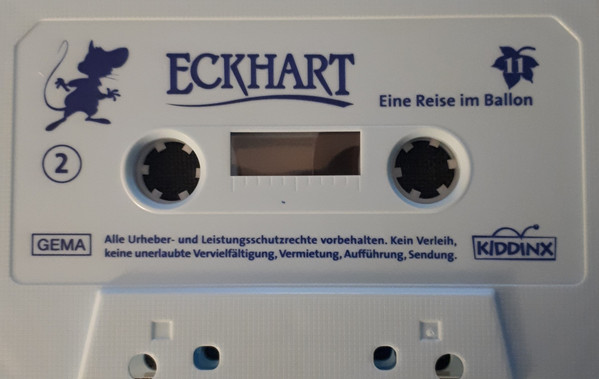 ECKHART
11
Eine Reise im Ballon
2
GEMA
Alle Urheber- und Leistungsschutzrechte vorbehalten. Kein Verleih,
keine unerlaubte Vervielfältigung, Vermietung, Aufführung, Sendung.
KIDDINX